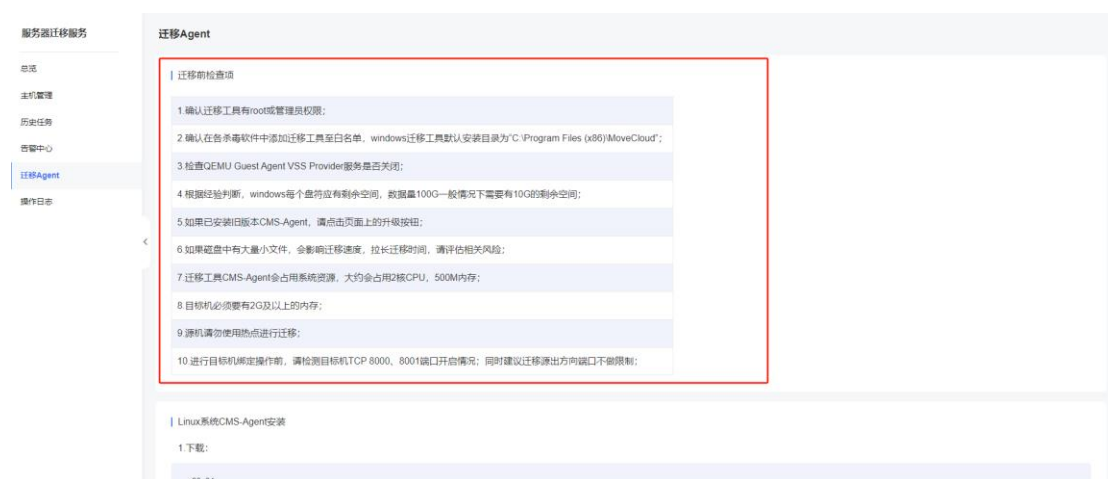 服务器迁移服务
迁移Agent
总览
主机管理
历史任务
告警中心
迁移Agent
操作日志
迁移前检查项
1.确认迁移工具有root或管理员权限；
2.确认在各杀毒软件中添加迁移工具至白名单，windows迁移工具默认安装目录为“C:\Program Files (x86)\MoveCloud”；
3.检查QEMU Guest Agent VSS Provider服务是否关闭；
4.根据经验判断，windows每个盘符应有剩余空间，数据量100G一般情况下需要有10G的剩余空间；
5.如果已安装旧版本CMS-Agent，请点击页面上的升级按钮；
6.如果磁盘中有大量小文件，会影响迁移速度，拉长迁移时间，请评估相关风险；
7.迁移工具CMS-Agent会占用系统资源，大约会占用2核CPU，500M内存；
8.目标机必须要有2G及以上的内存；
9.源机请勿使用热点进行迁移；
10.进行目标机绑定操作前，请检测目标机TCP 8000、8001端口开启情况；同时建议迁移源出方向端口不做限制；
Linux系统CMS-Agent安装
1.下载：